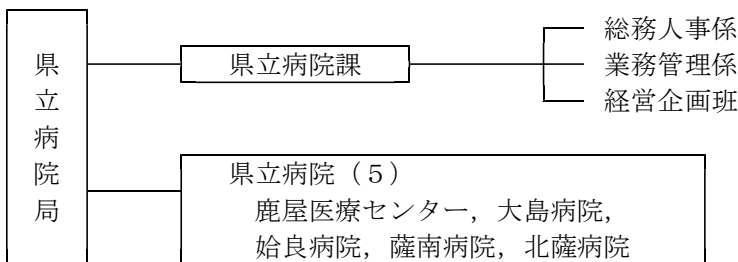 県立病院局
県立病院課
総務人事係
業務管理係
経営企画班
県立病院(5)
鹿屋医療センター，大島病院，
姶良病院，薩南病院，北薩病院